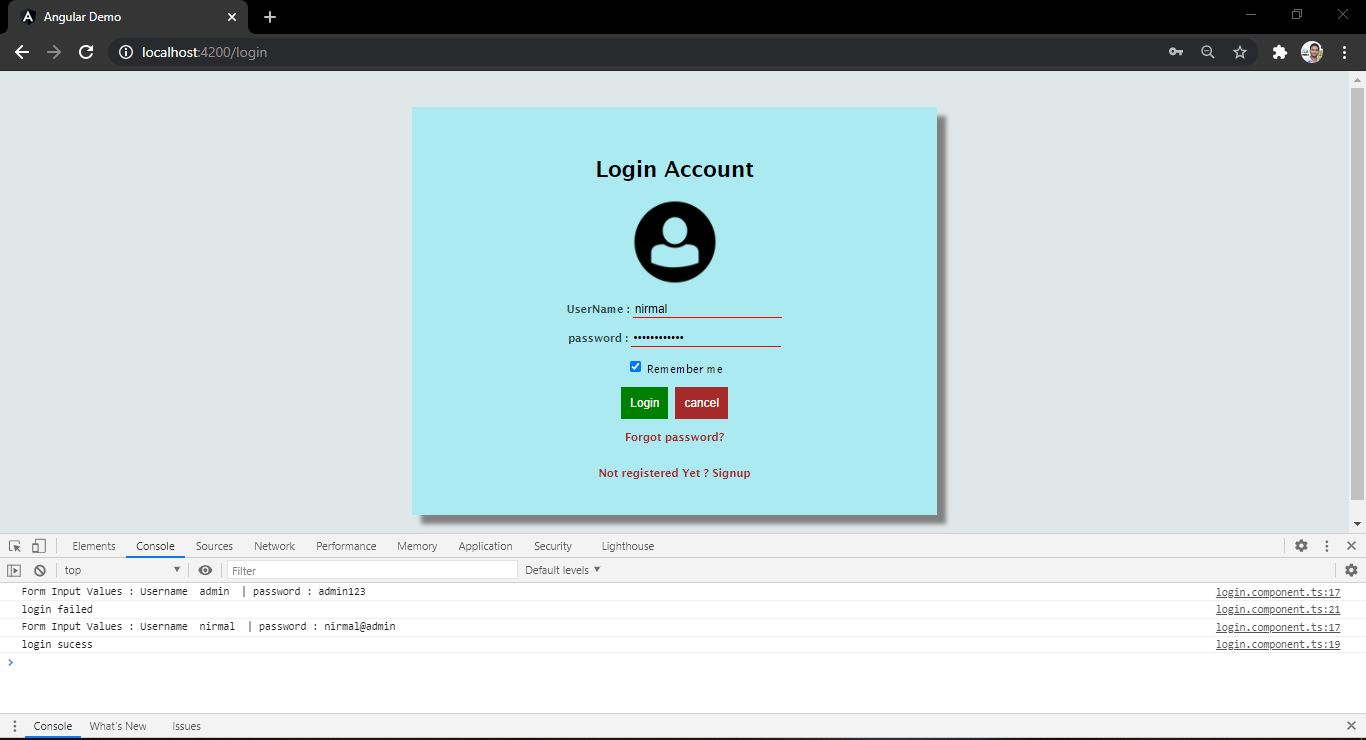 Angular Demo
localhost:4200/login
Login Account
UserName : nirmal
password : ••••••••••••
Remember me
Login cancel
Forgot password?
Not registered Yet ? Signup
Elements Console Sources Network Performance Memory Application Security Lighthouse
top Filter Default levels
Form Input Values : Username admin | password : admin123 login.component.ts:17
login failed login.component.ts:21
Form Input Values : Username nirmal | password : nirmal@admin login.component.ts:17
login sucess login.component.ts:19
Console What's New Issues